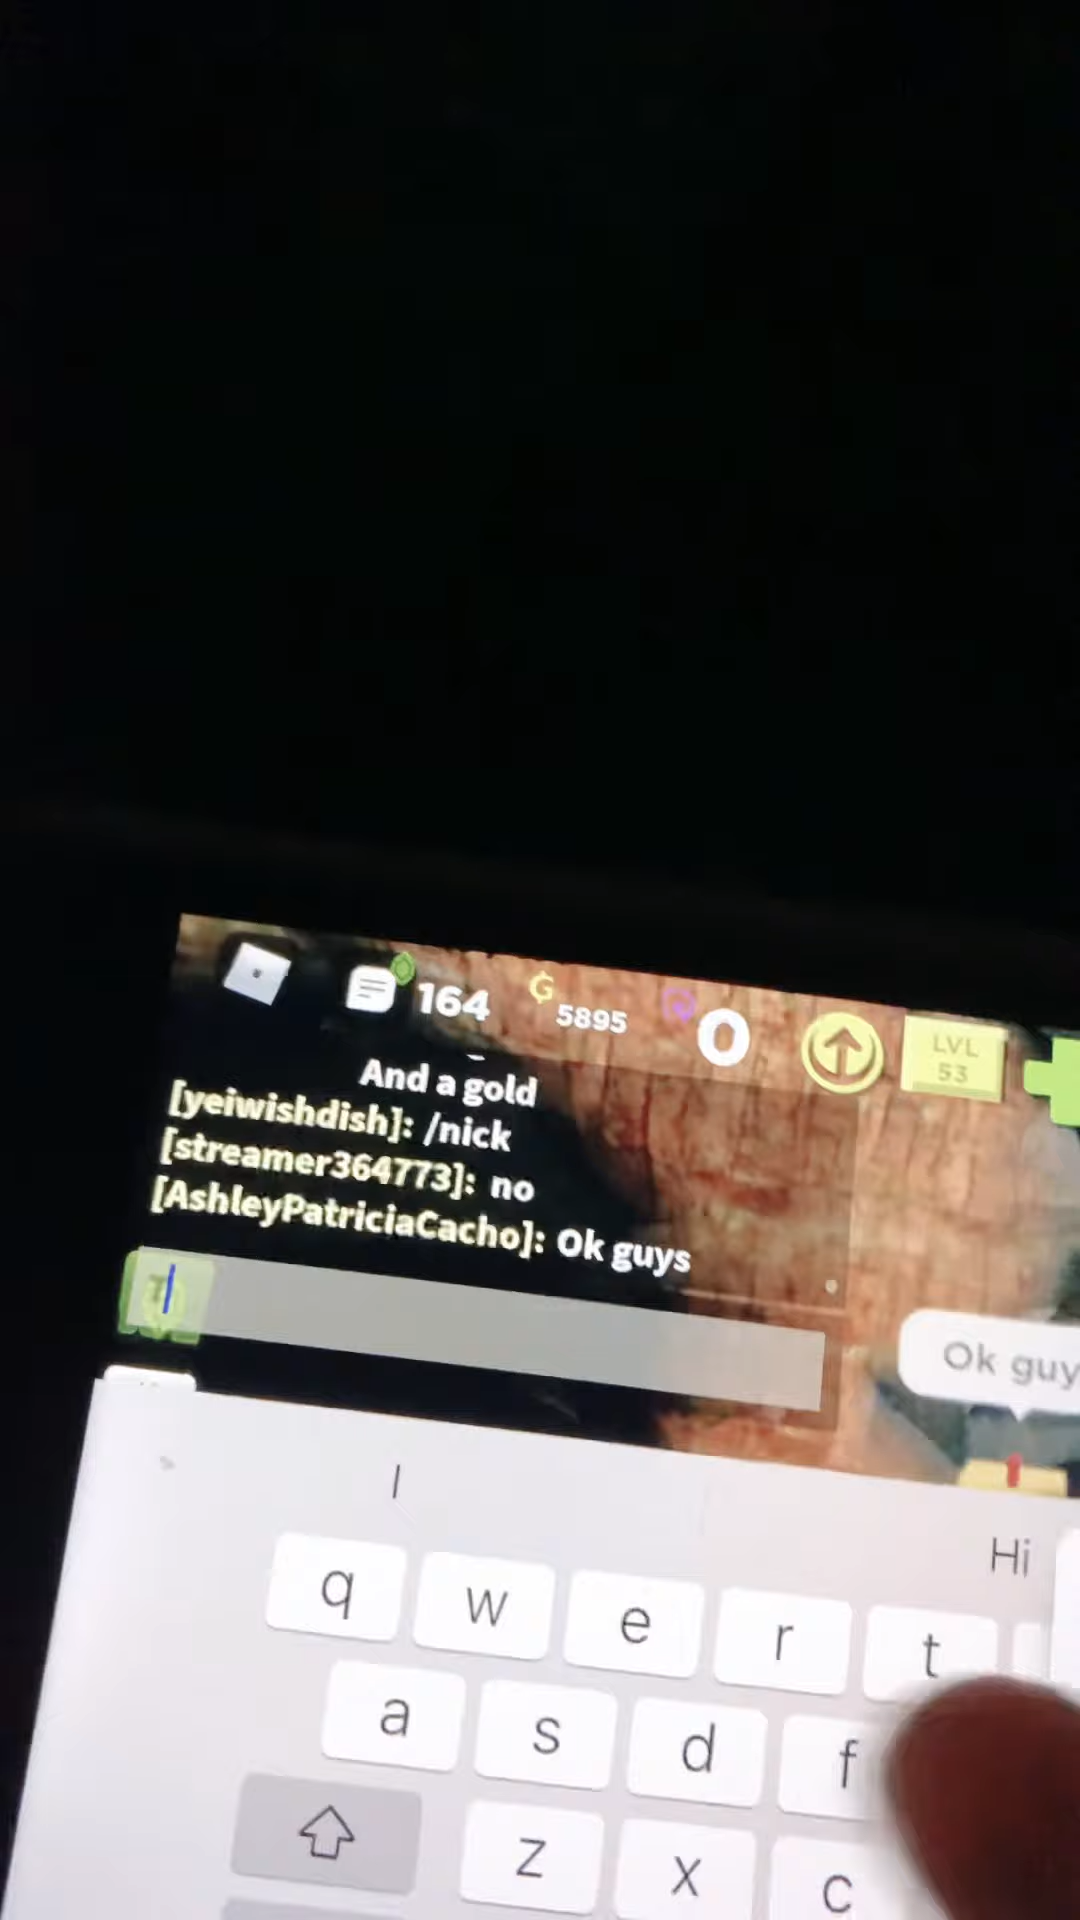 164
5895
0
LVL
53
And a gold
[yeiwishdish]: /nick
[streamer364773]: no
[AshleyPatriciaCacho]: Ok guys
Ok guy
I
Hi
q w e r t
a s d f
z x c